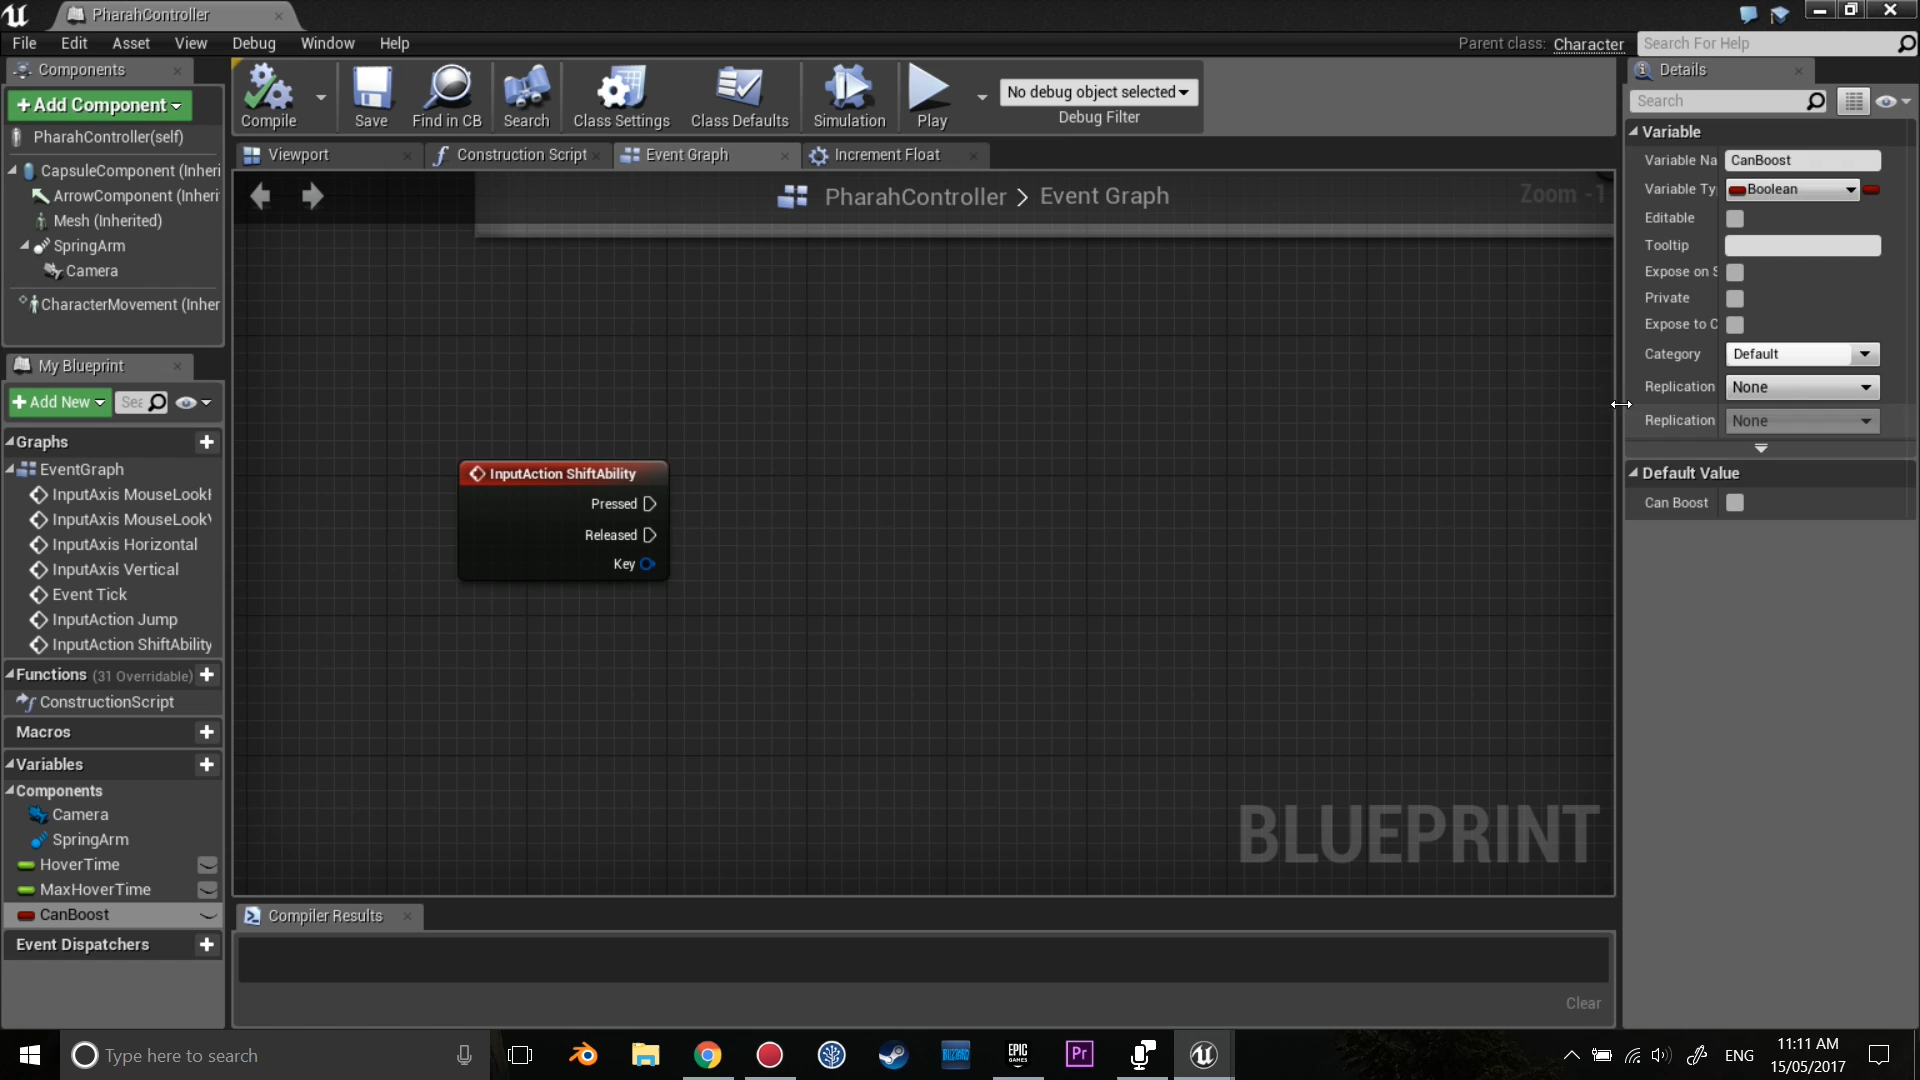 PharahController
File Edit Asset View Debug Window Help
Parent class: Character
Search For Help
Components
+ Add Component
PharahController(self)
CapsuleComponent (Inheri
ArrowComponent (Inheri
Mesh (Inherited)
SpringArm
Camera
CharacterMovement (Inher
Compile
Save
Find in CB
Search
Class Settings
Class Defaults
Simulation
Play
No debug object selected
Debug Filter
Viewport
Construction Script
Event Graph
Increment Float
PharahController > Event Graph
Zoom -1
InputAction ShiftAbility
Pressed
Released
Key
BLUEPRINT
Compiler Results
Clear
My Blueprint
+ Add New
Graphs
EventGraph
InputAxis MouseLook
InputAxis MouseLook
InputAxis Horizontal
InputAxis Vertical
Event Tick
InputAction Jump
InputAction ShiftAbility
Functions (31 Overridable)
ConstructionScript
Macros
Variables
Components
Camera
SpringArm
HoverTime
MaxHoverTime
CanBoost
Event Dispatchers
Details
Search
Variable
Variable Na CanBoost
Variable Ty Boolean
Editable
Tooltip
Expose on S
Private
Expose to C
Category Default
Replication None
Replication None
Default Value
Can Boost
Type here to search
BLIZZARD
EPIC GAMES
Pr
ENG
11:11 AM
15/05/2017